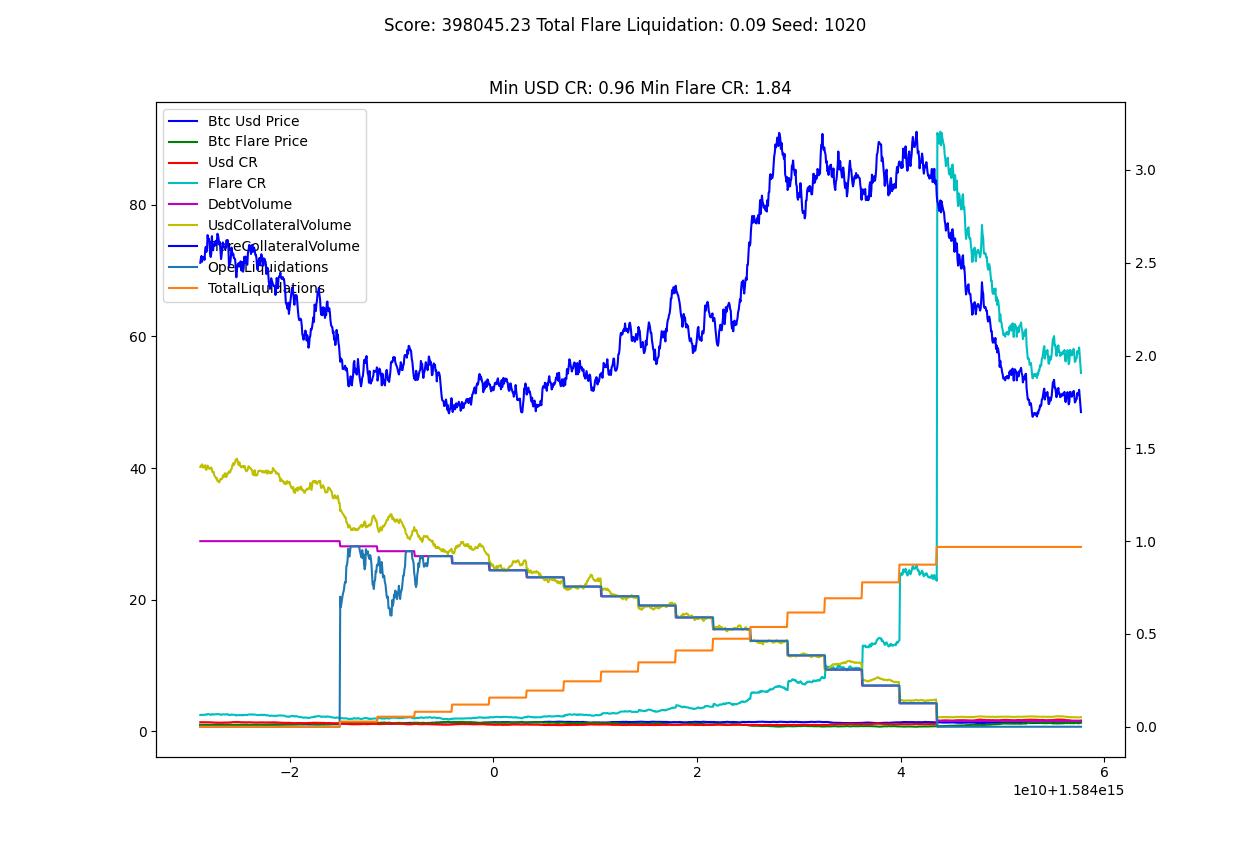 Score: 398045.23 Total Flare Liquidation: 0.09 Seed: 1020
Min USD CR: 0.96 Min Flare CR: 1.84
Btc Usd Price
Btc Flare Price
Usd CR
Flare CR
DebtVolume
UsdCollateralVolume
FlareCollateralVolume
OpenLiquidations
TotalLiquidations
80
60
40
20
0
3.0
2.5
2.0
1.5
1.0
0.5
0.0
−2
0
2
4
6
1e10+1.584e15